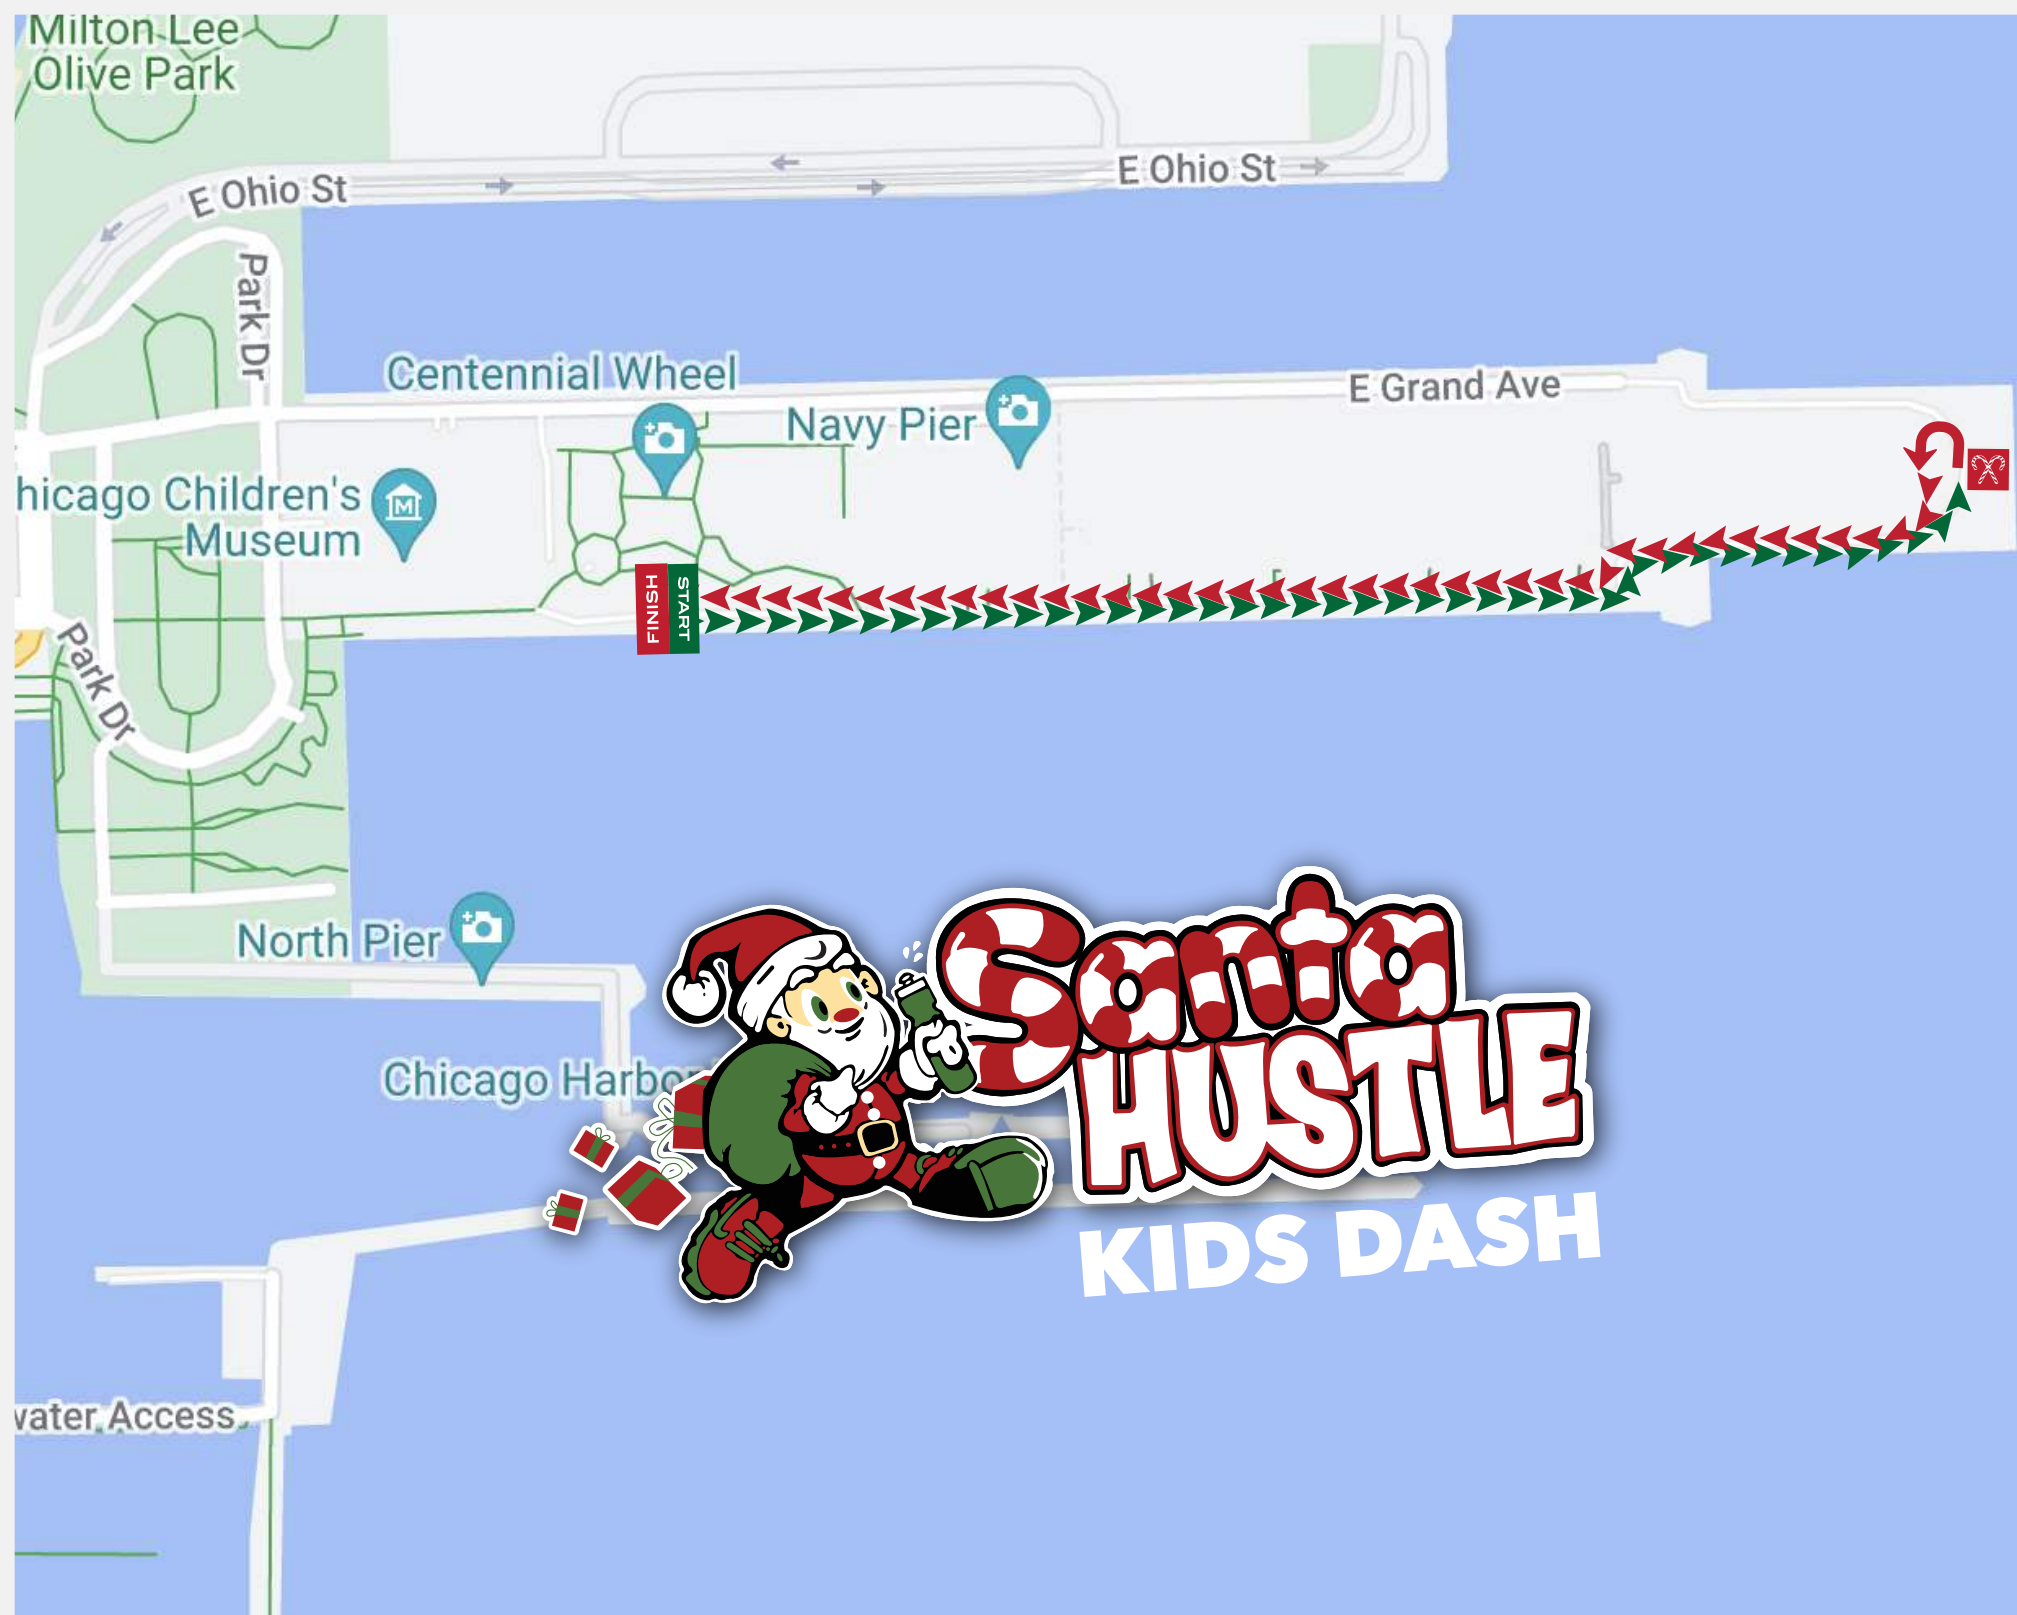 Milton Lee
Olive Park
E Ohio St
E Ohio St
Park Dr
Centennial Wheel
Navy Pier
E Grand Ave
hicago Children's
Museum
FINISH
START
Park Dr
North Pier
Santa
HUSTLE
Chicago Harbor
KIDS DASH
water Access